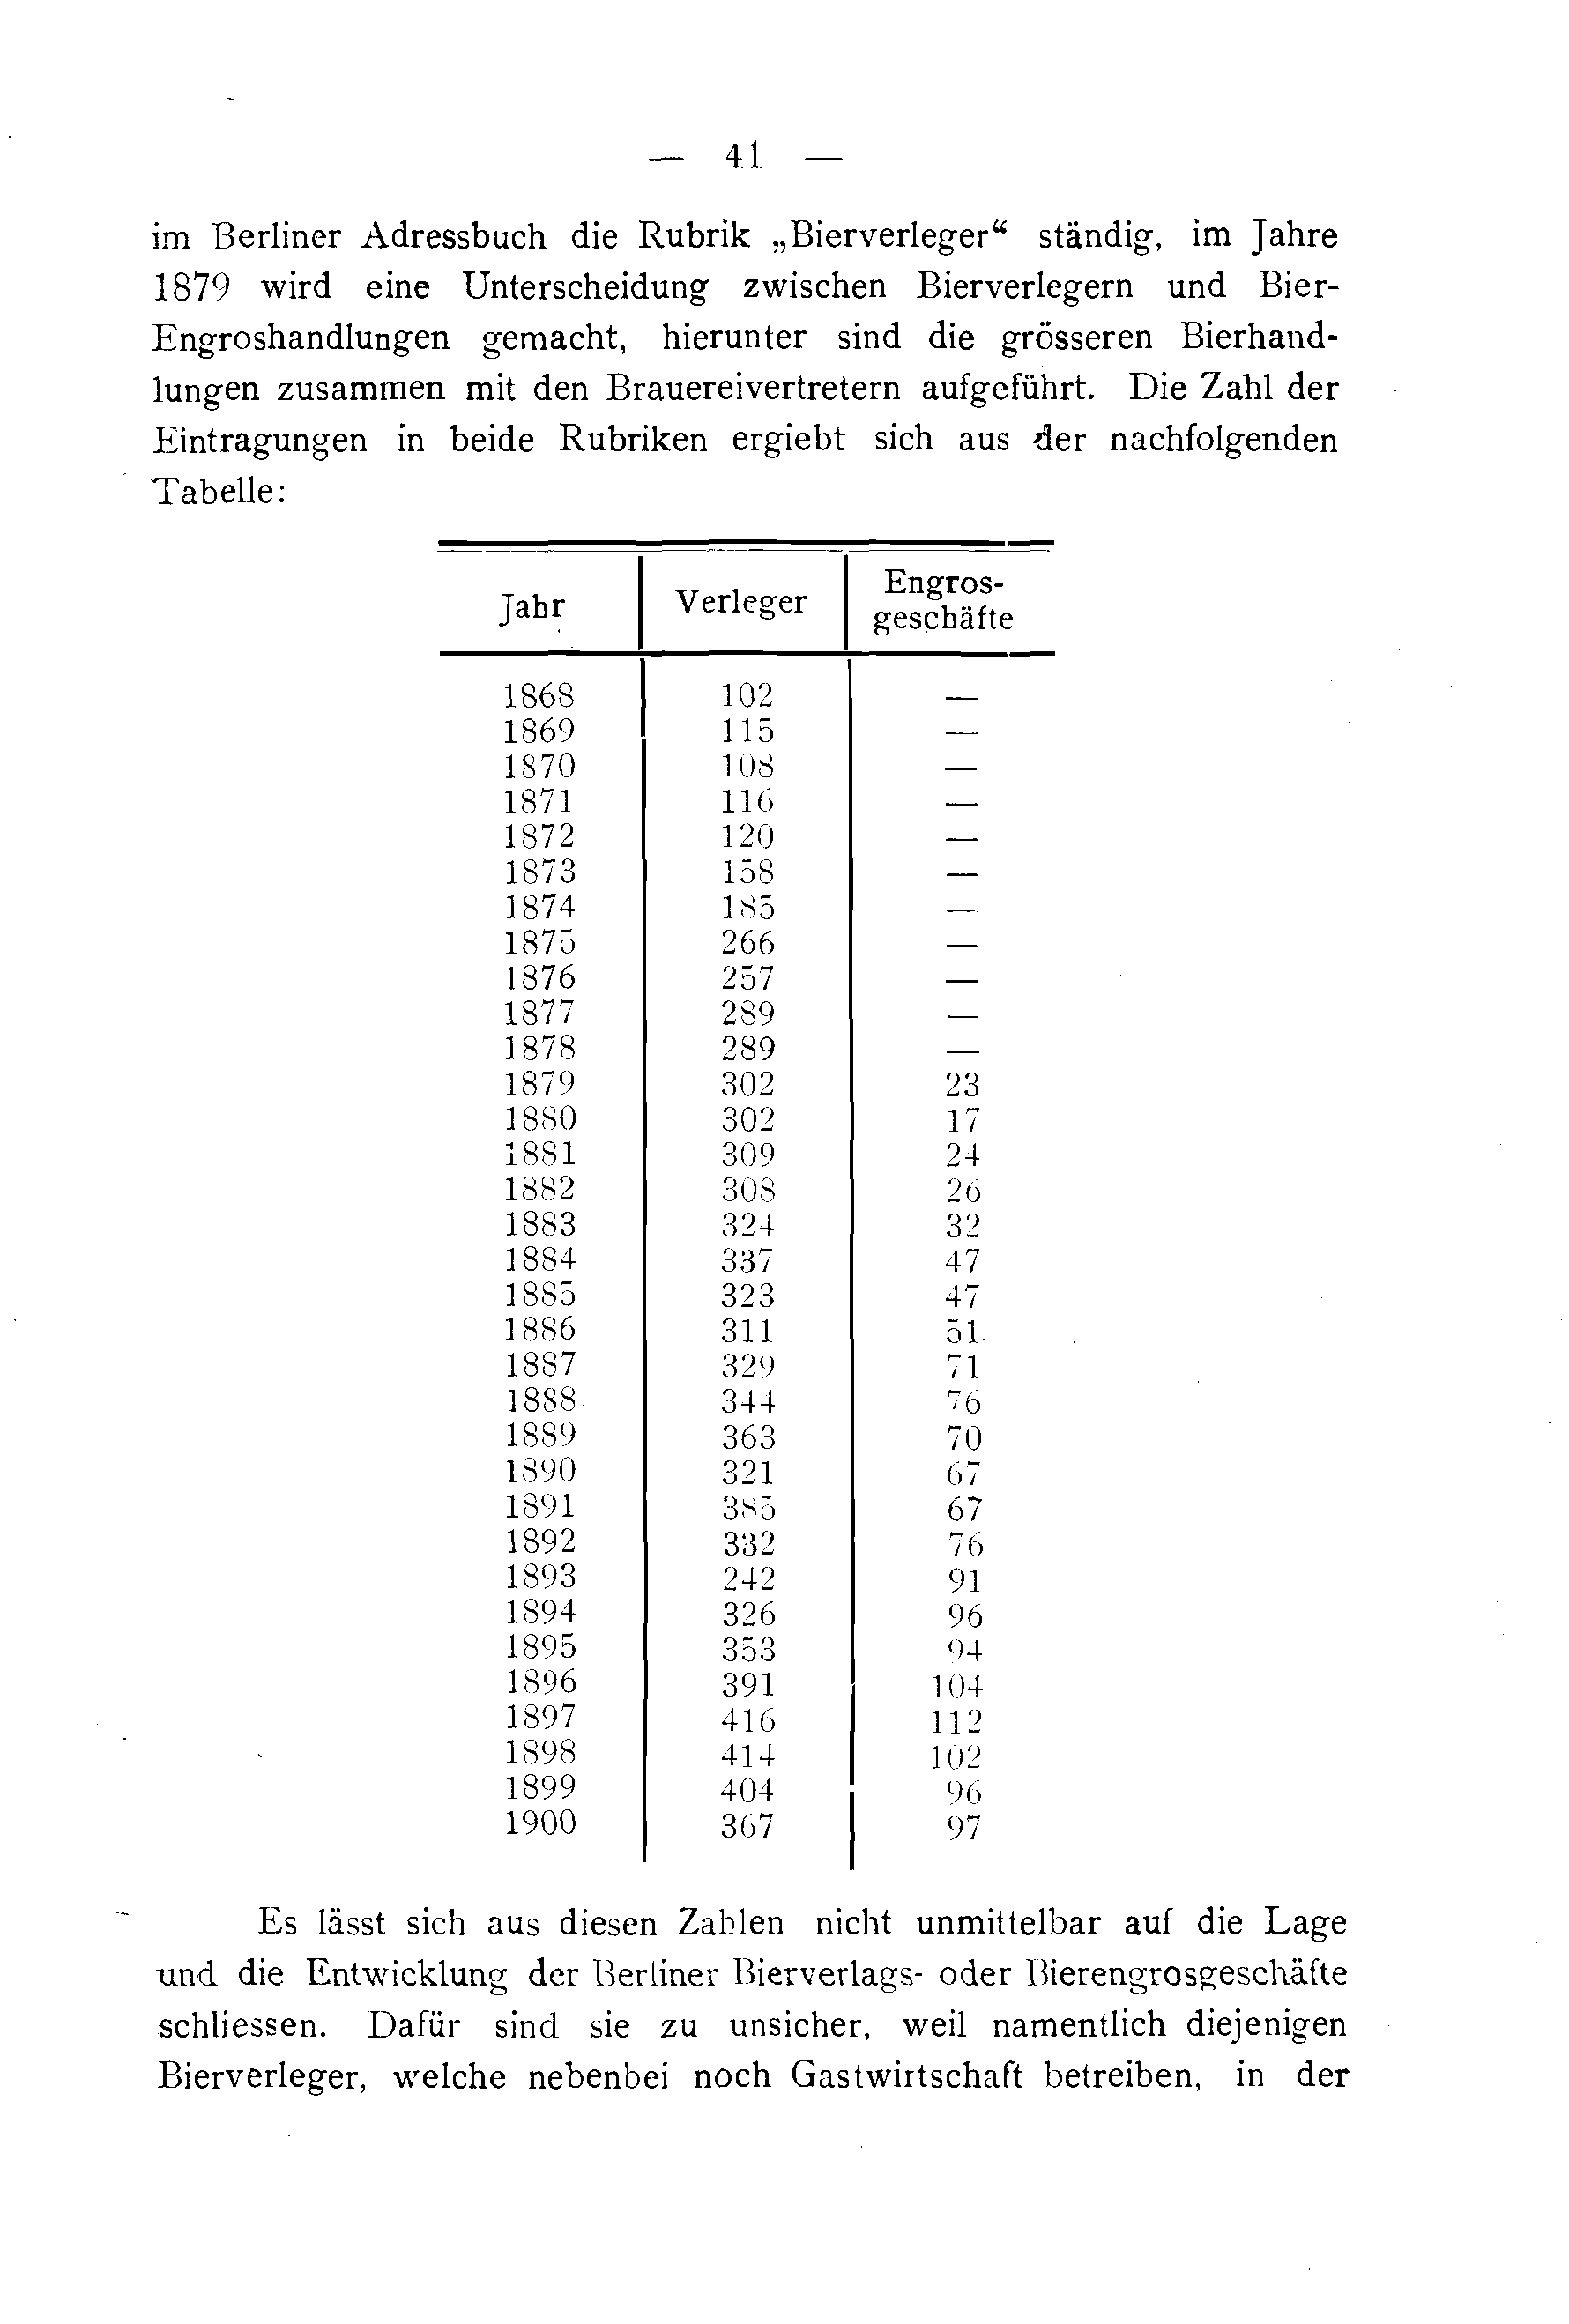 — 41 —
im Berliner Adressbuch die Rubrik „Bierverleger“ ständig, im Jahre
1879 wird eine Unterscheidung zwischen Bierverlegern und Bier-
Engroshandlungen gemacht, hierunter sind die grösseren Bierhand-
lungen zusammen mit den Brauereivertretern aufgeführt. Die Zahl der
Eintragungen in beide Rubriken ergiebt sich aus der nachfolgenden
Tabelle:
Jahr Verleger Engros-
geschäfte
1868 102 —
1869 115 —
1870 108 —
1871 116 —
1872 120 —
1873 158 —
1874 185 —
1875 266 —
1876 257 —
1877 289 —
1878 289 —
1879 302 23
1880 302 17
1881 309 24
1882 308 26
1883 324 32
1884 337 47
1885 323 47
1886 311 51
1887 329 71
1888 344 76
1889 363 70
1890 321 67
1891 385 67
1892 332 76
1893 242 91
1894 326 96
1895 353 94
1896 391 104
1897 416 112
1898 414 102
1899 404 96
1900 367 97
Es lässt sich aus diesen Zahlen nicht unmittelbar auf die Lage
und die Entwicklung der Berliner Bierverlags- oder Bierengrosgeschäfte
schliessen. Dafür sind sie zu unsicher, weil namentlich diejenigen
Bierverleger, welche nebenbei noch Gastwirtschaft betreiben, in der